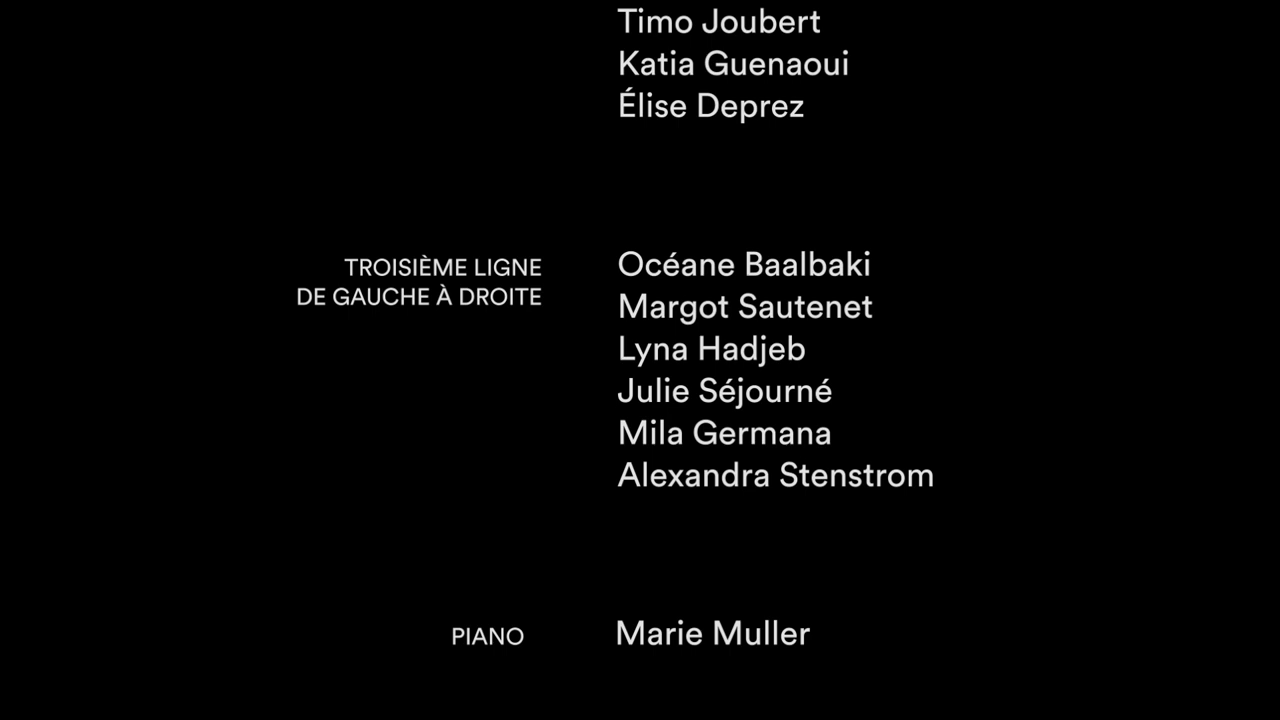 Timo Joubert
Katia Guenaoui
Élise Deprez
TROISIÈME LIGNE
DE GAUCHE À DROITE
Océane Baalbaki
Margot Sautenet
Lyna Hadjeb
Julie Séjourné
Mila Germana
Alexandra Stenstrom
PIANO
Marie Muller